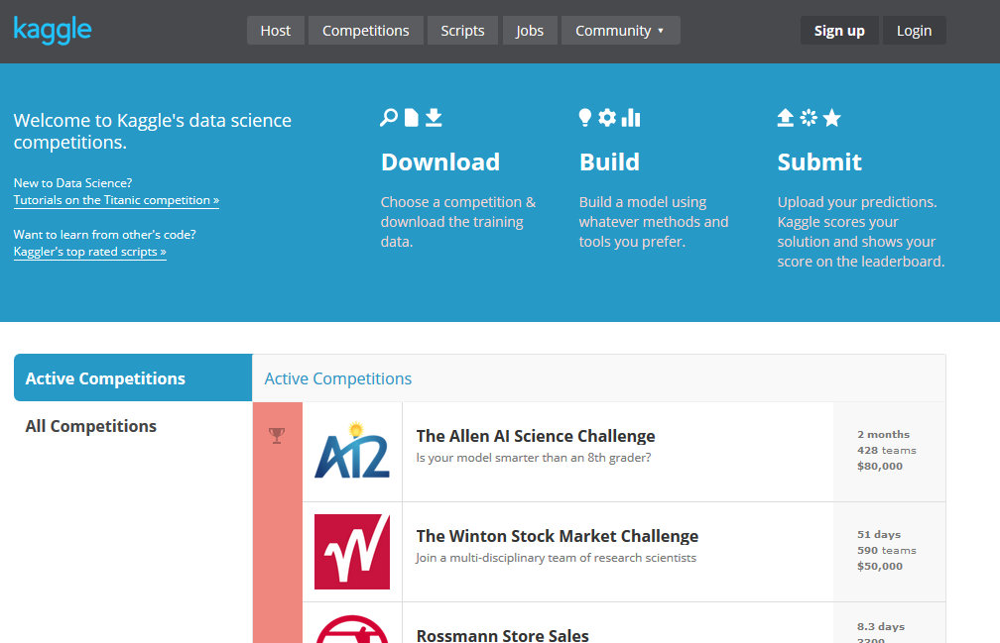 kaggle
Host
Competitions
Scripts
Jobs
Community
Sign up
Login
Welcome to Kaggle's data science
competitions.
New to Data Science?
Tutorials on the Titanic competition »
Want to learn from other's code?
Kaggler's top rated scripts »
Download
Choose a competition &
download the training
data.
Build
Build a model using
whatever methods and
tools you prefer.
Submit
Upload your predictions.
Kaggle scores your
solution and shows your
score on the leaderboard.
Active Competitions
All Competitions
Active Competitions
AI2
The Allen AI Science Challenge
Is your model smarter than an 8th grader?
2 months
428 teams
$80,000
The Winton Stock Market Challenge
Join a multi-disciplinary team of research scientists
51 days
590 teams
$50,000
Rossmann Store Sales
8.3 days